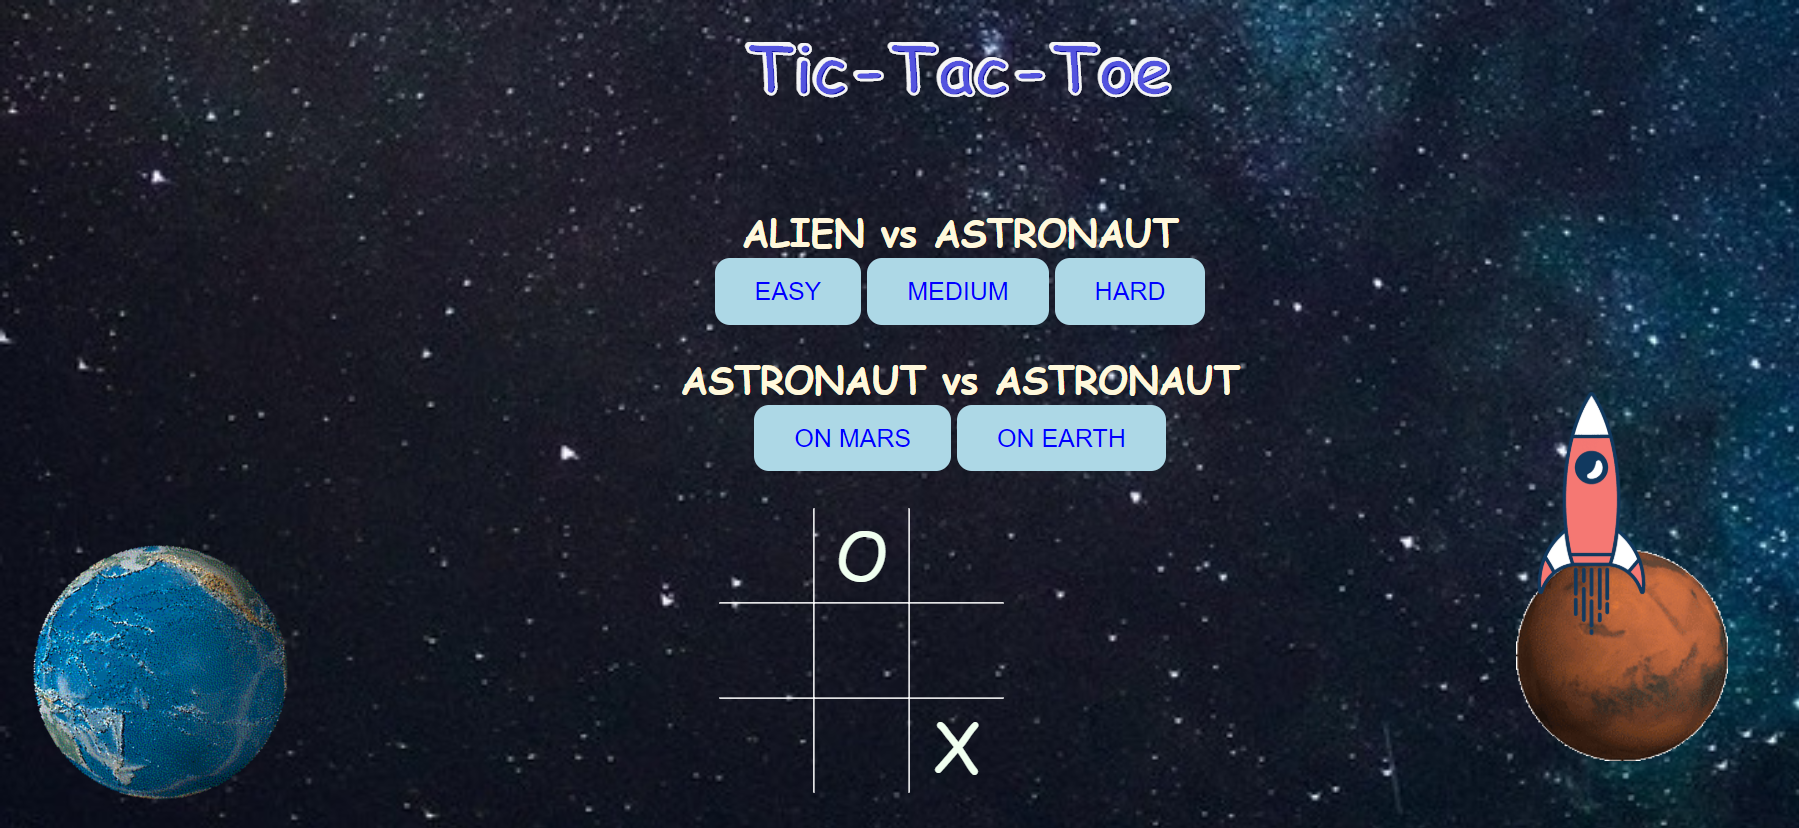 Tic-Tac-Toe
ALIEN vs ASTRONAUT
EASY MEDIUM HARD
ASTRONAUT vs ASTRONAUT
ON MARS ON EARTH
O
X